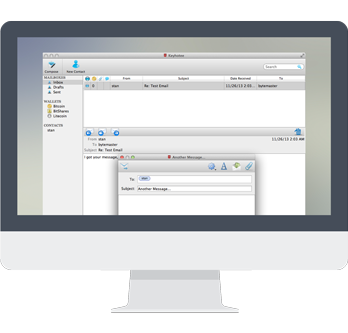 Keyhotee
Compose
New Contact
Search
MAILBOXES
Inbox
Drafts
Sent
WALLETS
Bitcoin
BitShares
Litecoin
CONTACTS
stan
From
Subject
Date Received
To
0
stan
Re: Test Email
11/26/13 2:03 A...
bytemaster
From stan
11/26/13 2:03 AM
To bytemaster
Subject Re: Test Email
I got your message,
Another Message...
To:
stan
Subject:
Another Message...